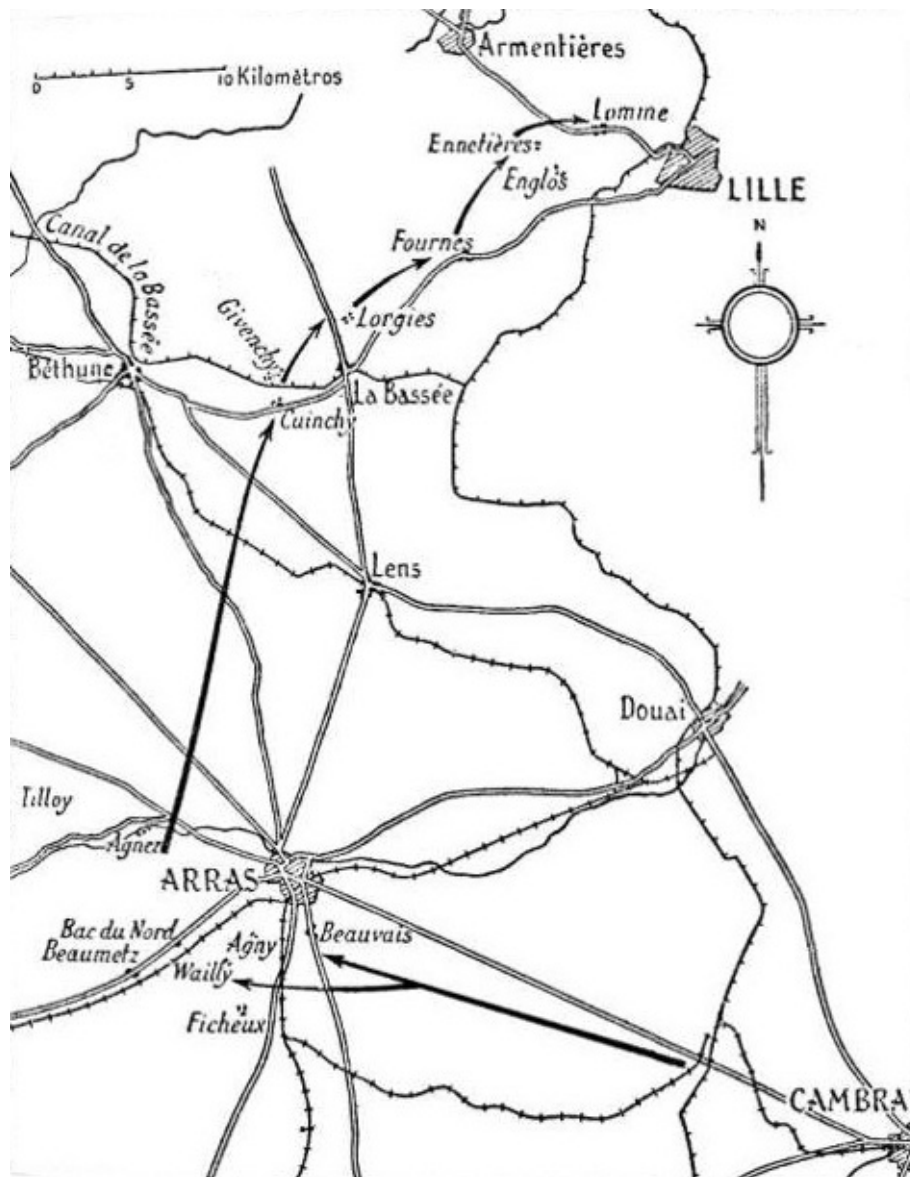 Armentières
0 5 10 Kilométros
Lomme
Ennetières
Englos
LILLE
N
Canal de la Bassée
Fournes
Givenchy
Lorgies
Béthune
La Bassée
Cuinchy
Lens
Douai
Tilloy
Agnez
ARRAS
Bac du Nord
Beaumetz
Agny
Beauvais
Wailly
Ficheux
CAMBRA